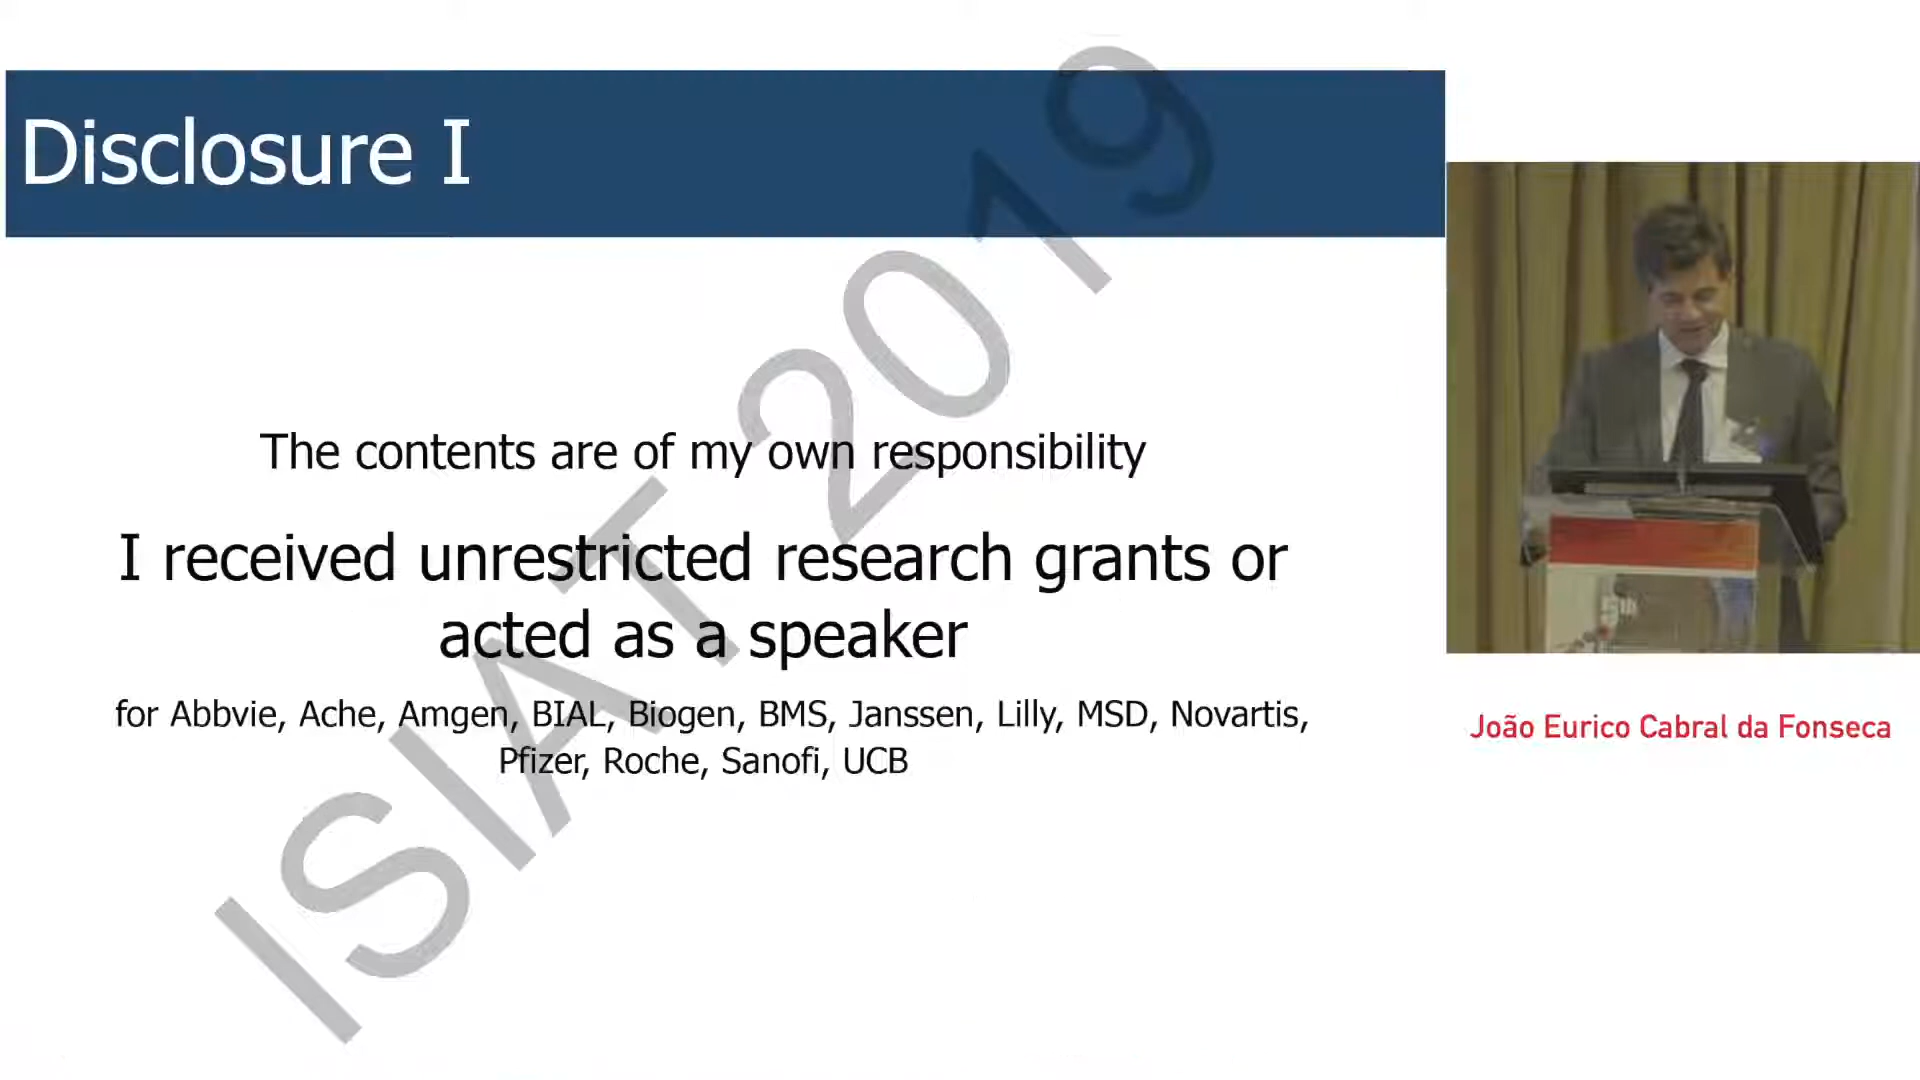 Disclosure I
The contents are of my own responsibility
I received unrestricted research grants or
acted as a speaker
for Abbvie, Ache, Amgen, BIAL, Biogen, BMS, Janssen, Lilly, MSD, Novartis,
Pfizer, Roche, Sanofi, UCB
ISIAT 2019
João Eurico Cabral da Fonseca